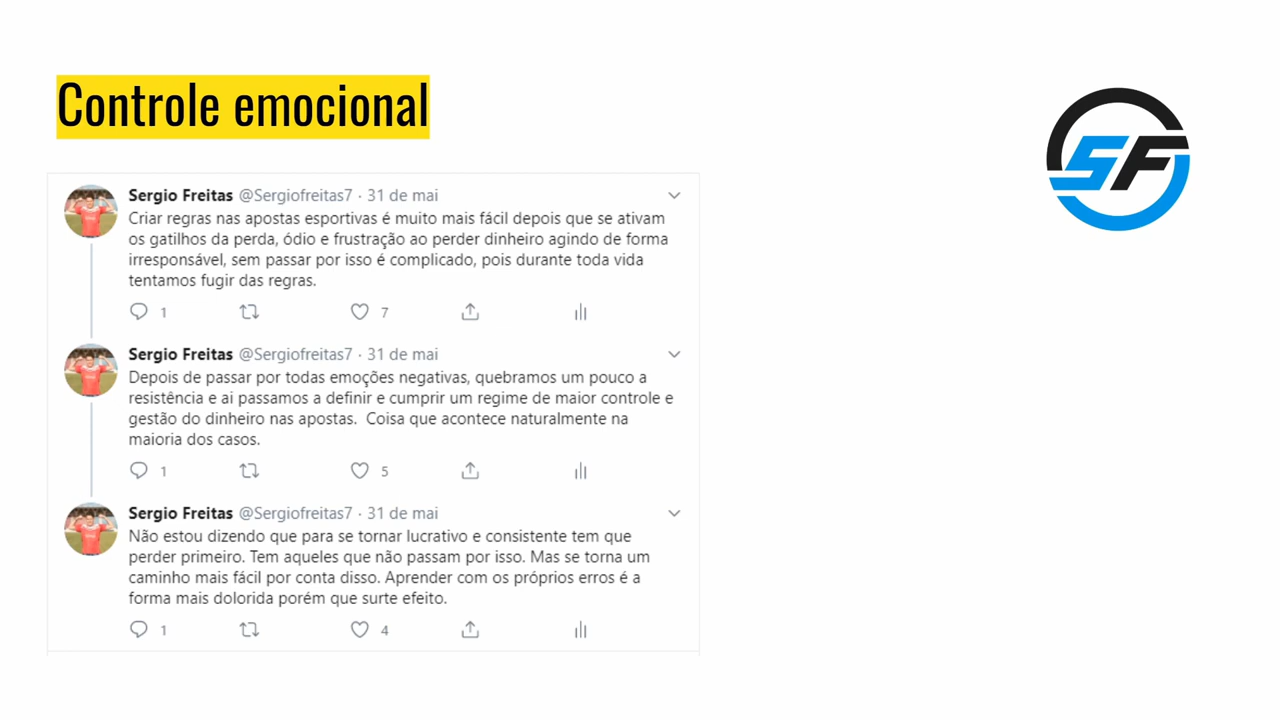 Controle emocional
SF
Sergio Freitas @Sergiofreitas7 · 31 de mai
Criar regras nas apostas esportivas é muito mais fácil depois que se ativam
os gatilhos da perda, ódio e frustração ao perder dinheiro agindo de forma
irresponsável, sem passar por isso é complicado, pois durante toda vida
tentamos fugir das regras.
1 7
Sergio Freitas @Sergiofreitas7 · 31 de mai
Depois de passar por todas emoções negativas, quebramos um pouco a
resistência e ai passamos a definir e cumprir um regime de maior controle e
gestão do dinheiro nas apostas.  Coisa que acontece naturalmente na
maioria dos casos.
1 5
Sergio Freitas @Sergiofreitas7 · 31 de mai
Não estou dizendo que para se tornar lucrativo e consistente tem que
perder primeiro. Tem aqueles que não passam por isso. Mas se torna um
caminho mais fácil por conta disso. Aprender com os próprios erros é a
forma mais dolorida porém que surte efeito.
1 4